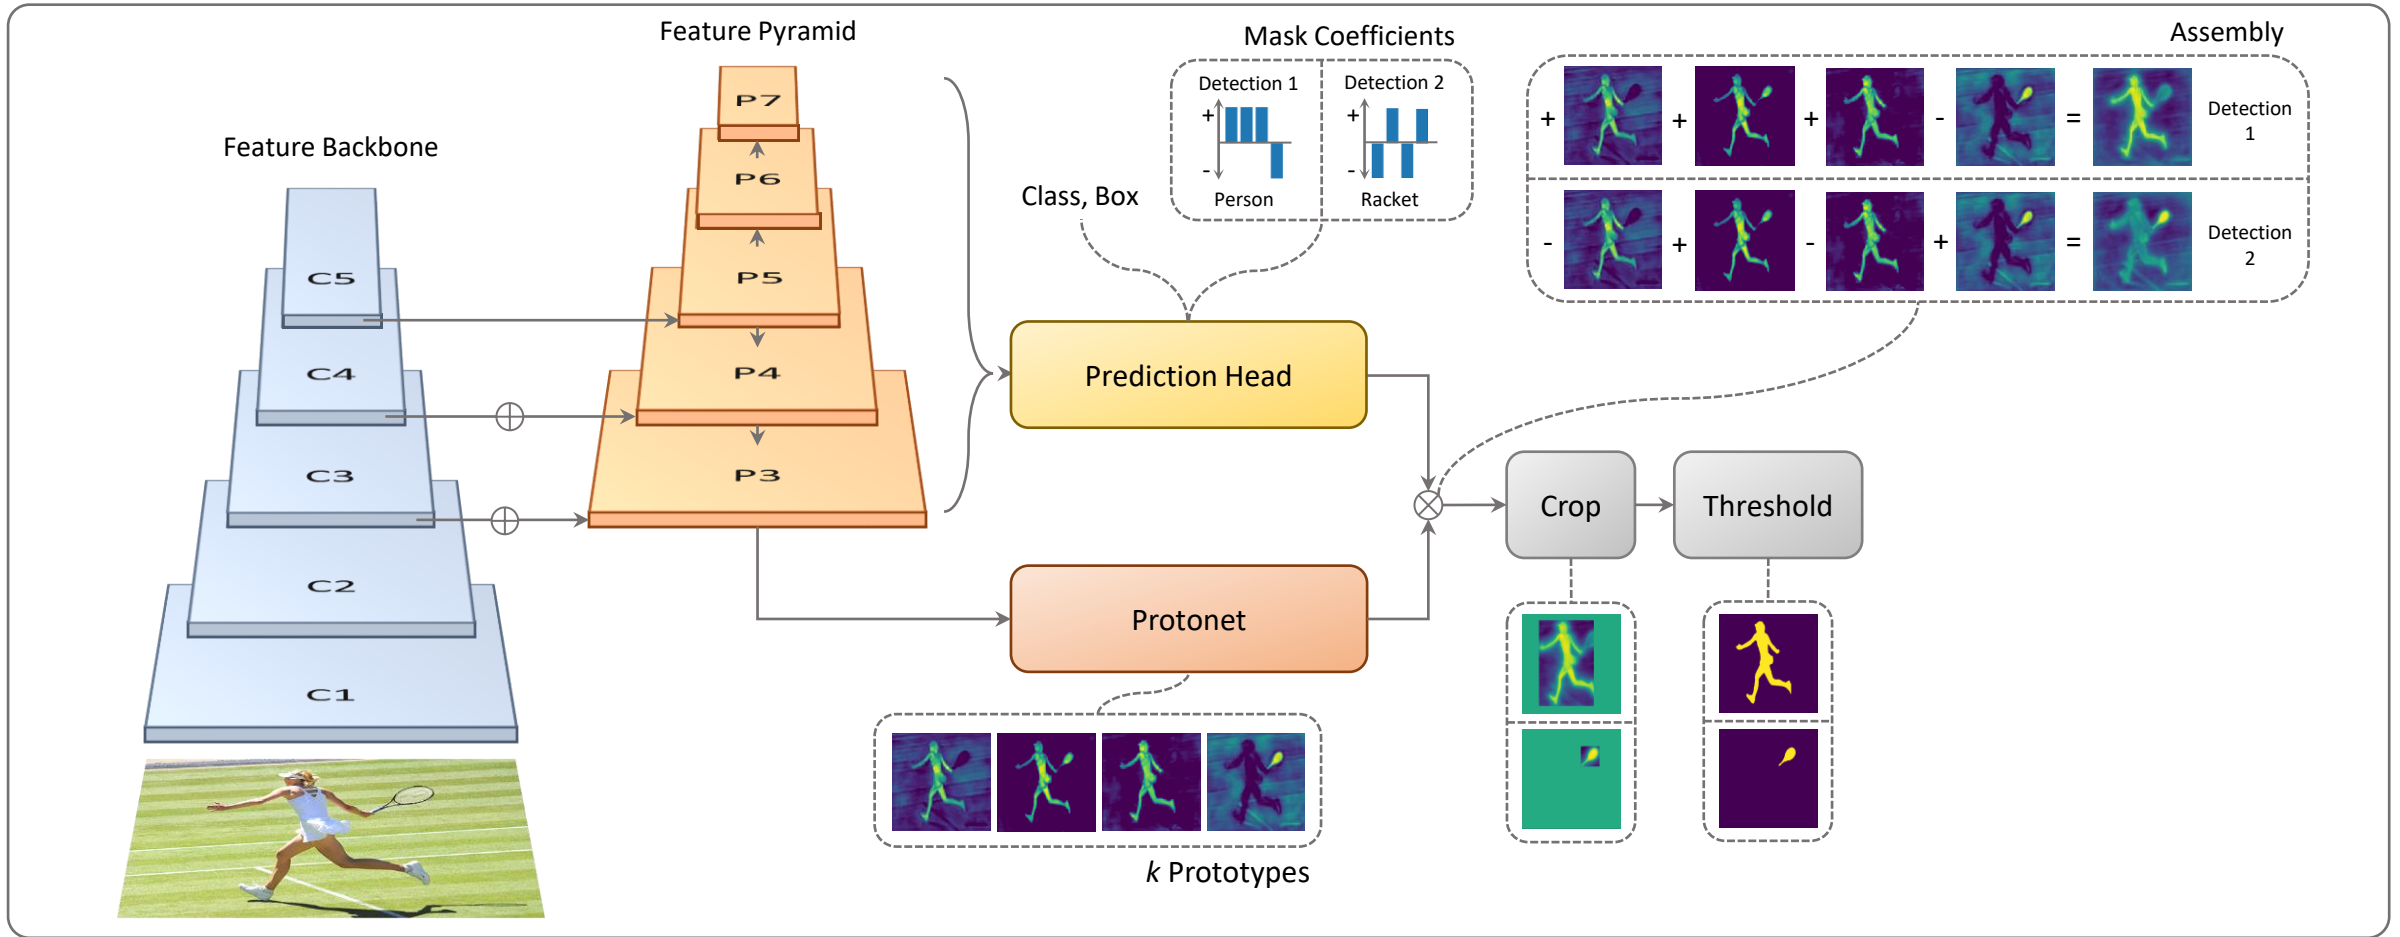 Feature Backbone
C5
C4
C3
C2
C1
Feature Pyramid
P7
P6
P5
P4
P3
Class, Box
Mask Coefficients
Detection 1
+
-
Person
Detection 2
+
-
Racket
Prediction Head
Protonet
k Prototypes
Assembly
+ + + - =
Detection
1
- + - + =
Detection
2
Crop
Threshold